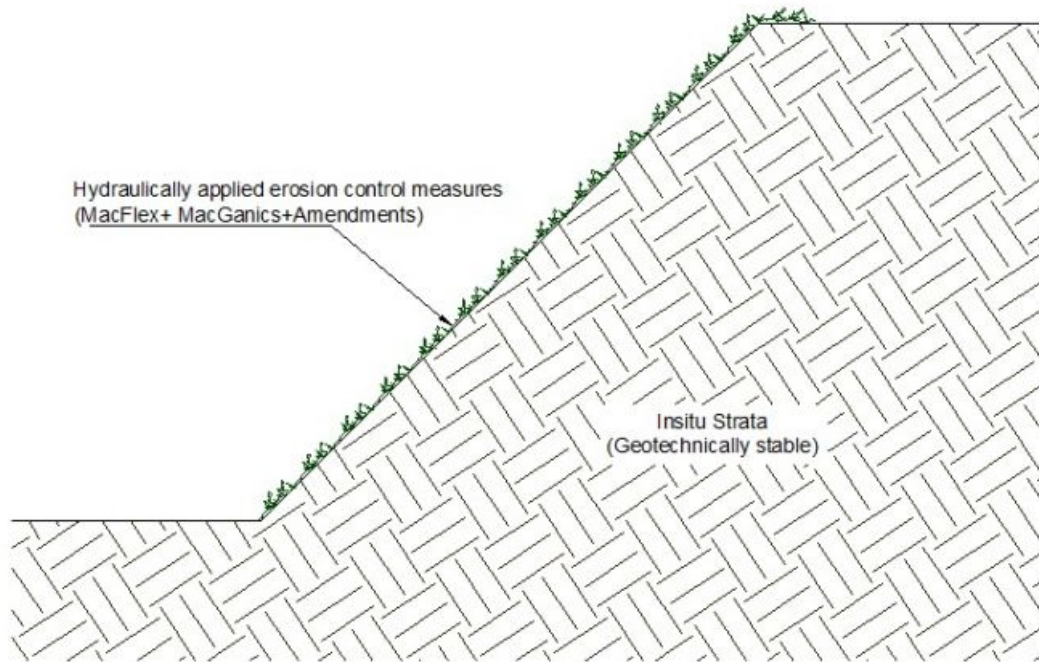 Hydraulically applied erosion control measures
(MacFlex+ MacGanics+Amendments)
Insitu Strata
(Geotechnically stable)